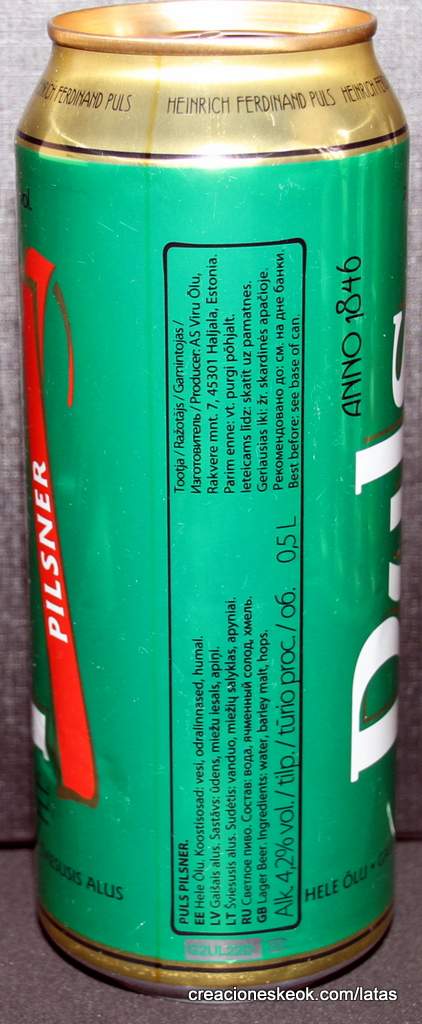 HEINRICH FERDINAND PULS
HEINRICH FERDINAND PULS
HEINRICH FERDINAND
PILSNER
ANNO 1846
Puls
PULS PILSNER.
EE Hele Õlu. Koostisosad: vesi, odralinnased, humal.
LV Gaišais alus. Sastāvs: ūdens, miežu iesals, apiņi.
LT Šviesusis alus. Sudėtis: vanduo, miežių salyklas, apyniai.
RU Светлое пиво. Состав: вода, ячменный солод, хмель.
GB Lager Beer. Ingredients: water, barley malt, hops.
Alk. 4,2% vol. / tilp. / tūrio proc. / об. 0,5 L
Tootja / Ražotājs / Gamintojas /
Изготовитель / Producer: AS Viru Õlu,
Rakvere mnt. 7, 45301 Haljala, Estonia.
Parim enne: vt. purgi põhjalt.
Ieteicams līdz: skatīt uz pamatnes.
Geriausias iki: žr. skardinės apačioje.
Рекомендовано до: см. на дне банки.
Best before: see base of can.
ALUS
HELE ÕLU •
creacioneskeok.com/latas